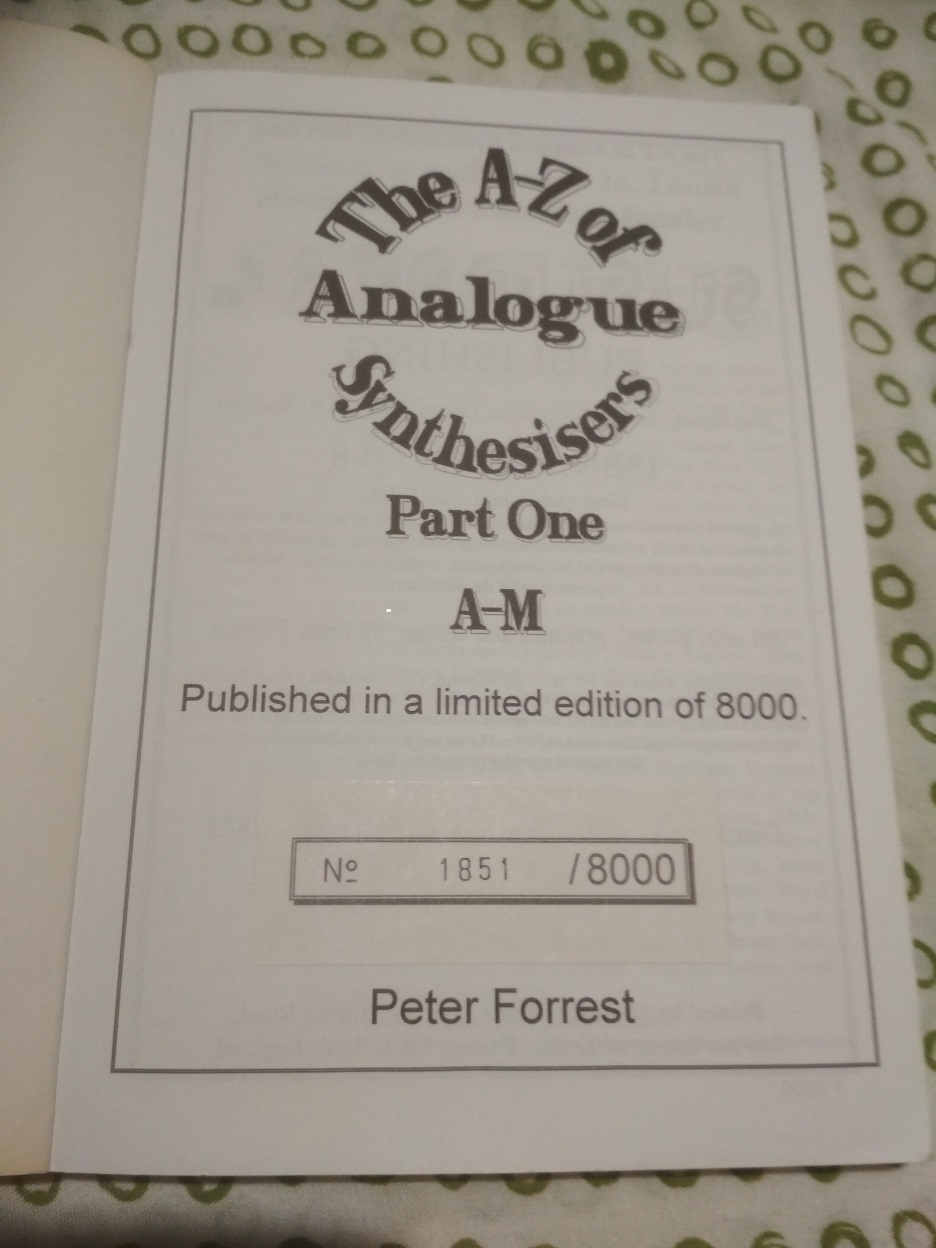 The A-Z of
Analogue
Synthesisers
Part One
A-M
Published in a limited edition of 8000.
Nº 1851 /8000
Peter Forrest